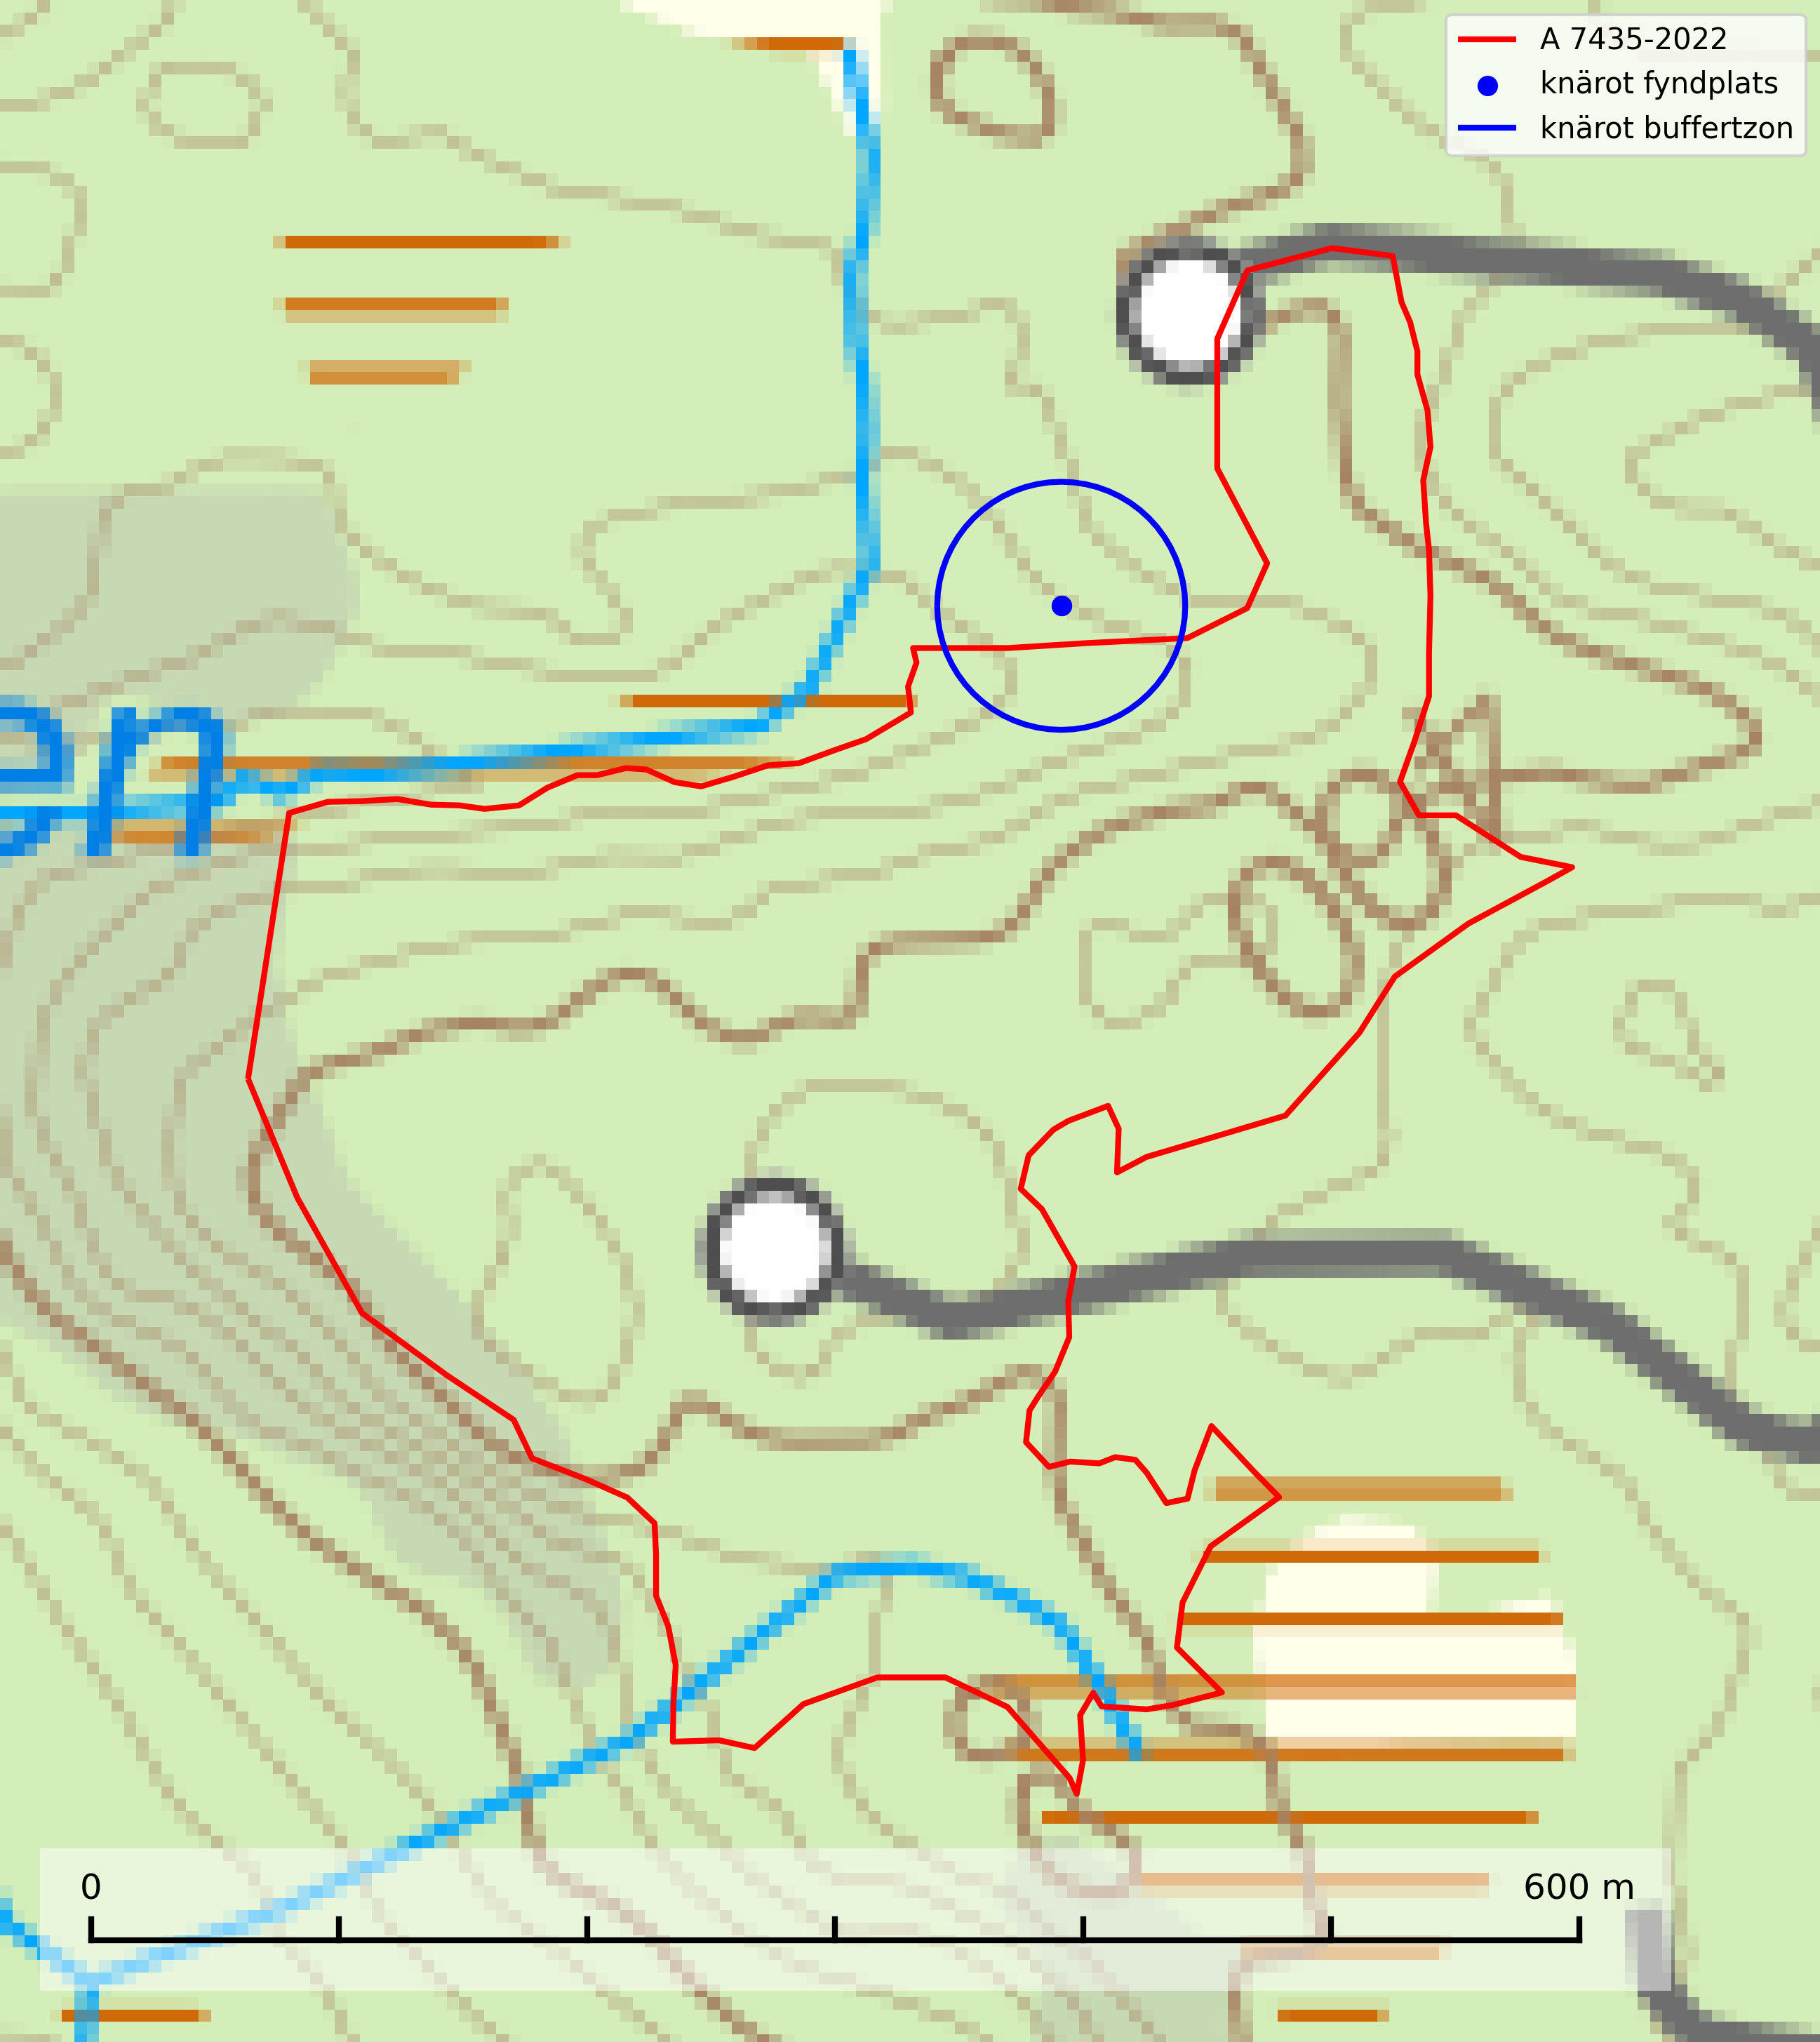 A 7435-2022
knärot fyndplats
knärot buffertzon
0
600 m